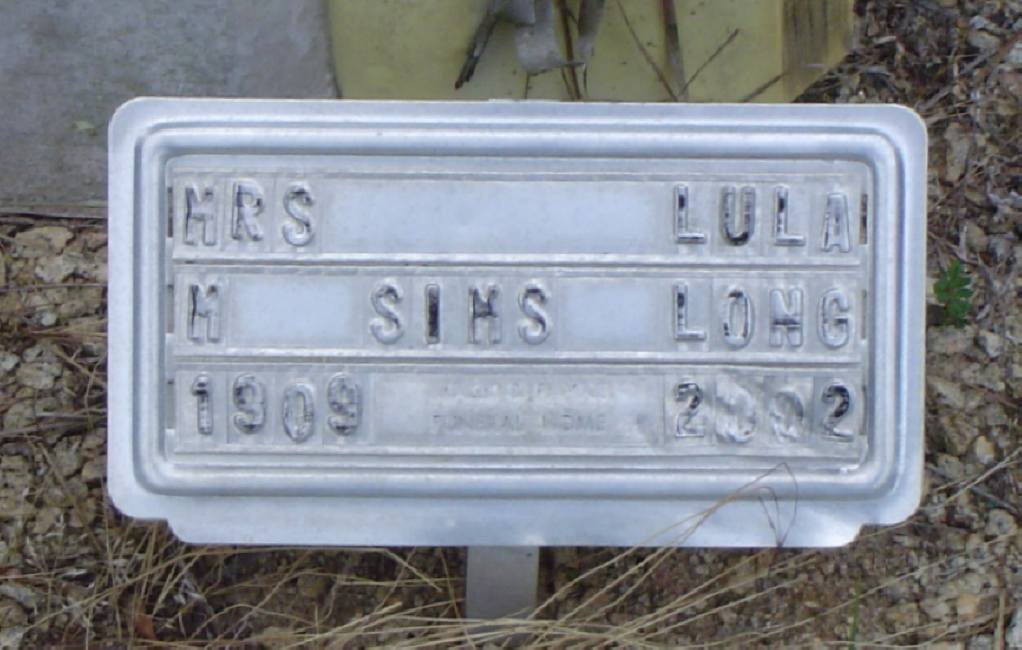 MRS LULA
M SIMS LONG
1909 2002
FUNERAL HOME